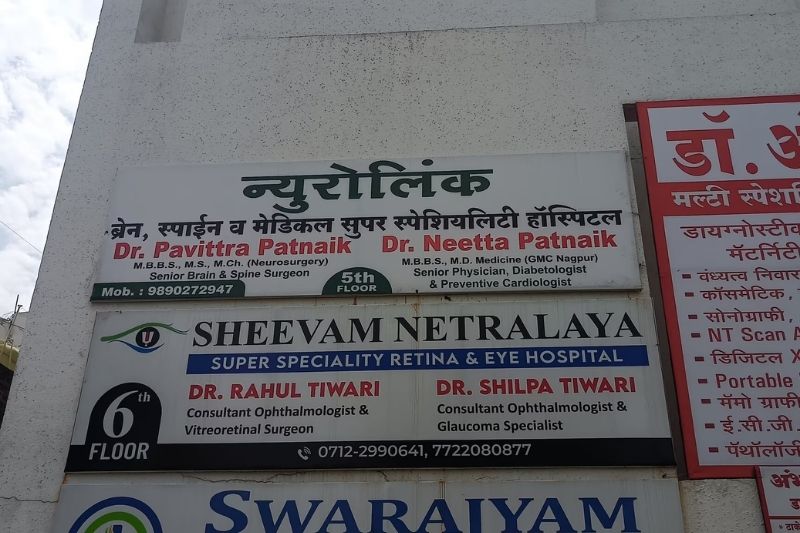 न्युरोलिंक
ब्रेन, स्पाईन व मेडिकल सुपर स्पेशियलिटी हॉस्पिटल
Dr. Pavittra Patnaik
M.B.B.S., M.S., M.Ch. (Neurosurgery)
Senior Brain & Spine Surgeon
Dr. Neetta Patnaik
M.B.B.S., M.D. Medicine (GMC Nagpur)
Senior Physician, Diabetologist
& Preventive Cardiologist
Mob. : 9890272947
5th
FLOOR
SHEEVAM NETRALAYA
SUPER SPECIALITY RETINA & EYE HOSPITAL
DR. RAHUL TIWARI
Consultant Ophthalmologist &
Vitreoretinal Surgeon
DR. SHILPA TIWARI
Consultant Ophthalmologist &
Glaucoma Specialist
6th
FLOOR
0712-2990641, 7722080877
SWARAJYAM
डॉ.
मल्टी
डायग्नोस्टीक
मॅटर्निटी
- वंध्यत्व
- कॉसमेटिक,
- सोनोग्राफी,
- NT Scan
- डिजिटल
- Portable
- मॅमो ग्राफी
- ई.सी.जी.
- पॅथॉलॉजी